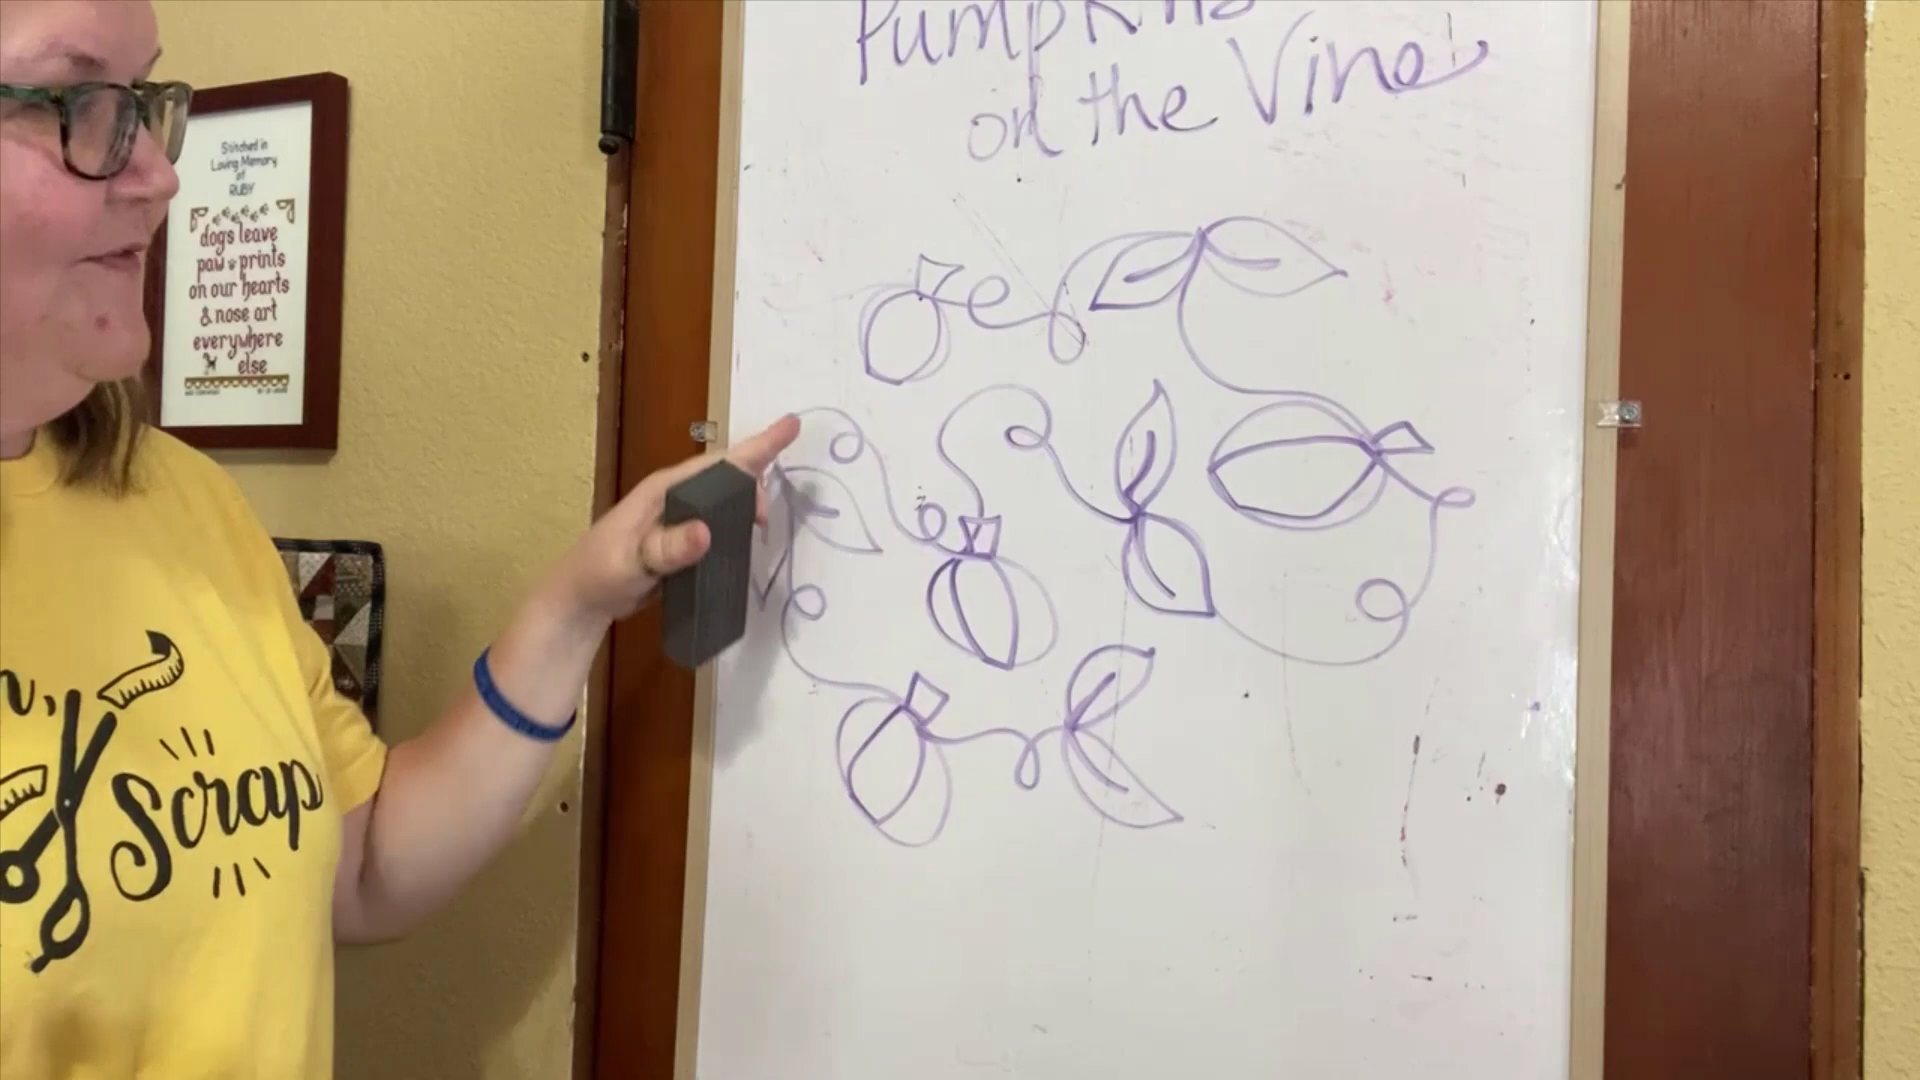 Pumpkins
on the Vine
Stitched in
Loving Memory
of
RUBY
dogs leave
paw prints
on our hearts
& nose art
everywhere
else
Scrap